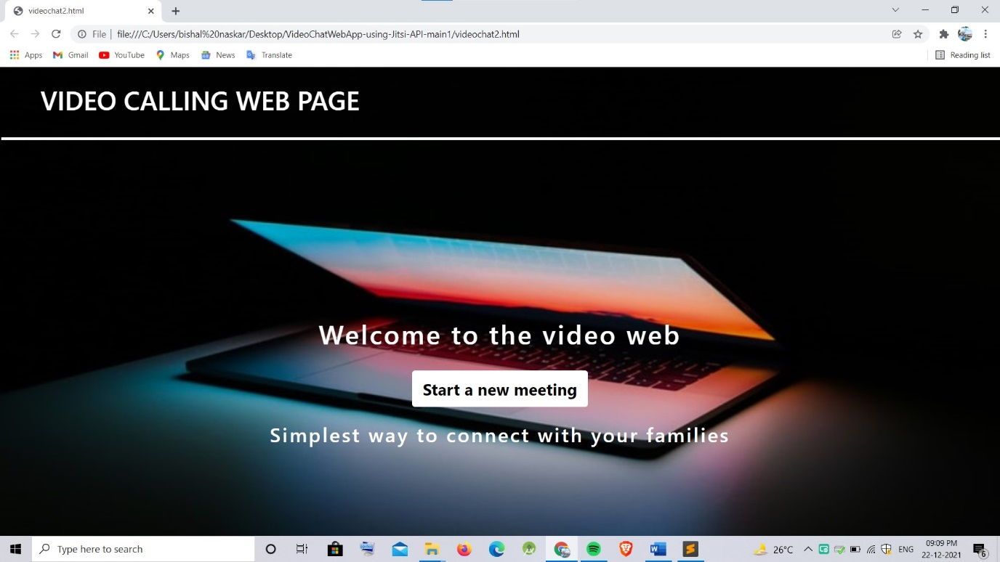 videochat2.html
File | file:///C:/Users/bishal%20naskar/Desktop/VideoChatWebApp-using-Jitsi-API-main1/videochat2.html
Apps Gmail YouTube Maps News Translate Reading list
VIDEO CALLING WEB PAGE
Welcome to the video web
Start a new meeting
Simplest way to connect with your families
Type here to search
26°C ENG 09:09 PM
22-12-2021 6